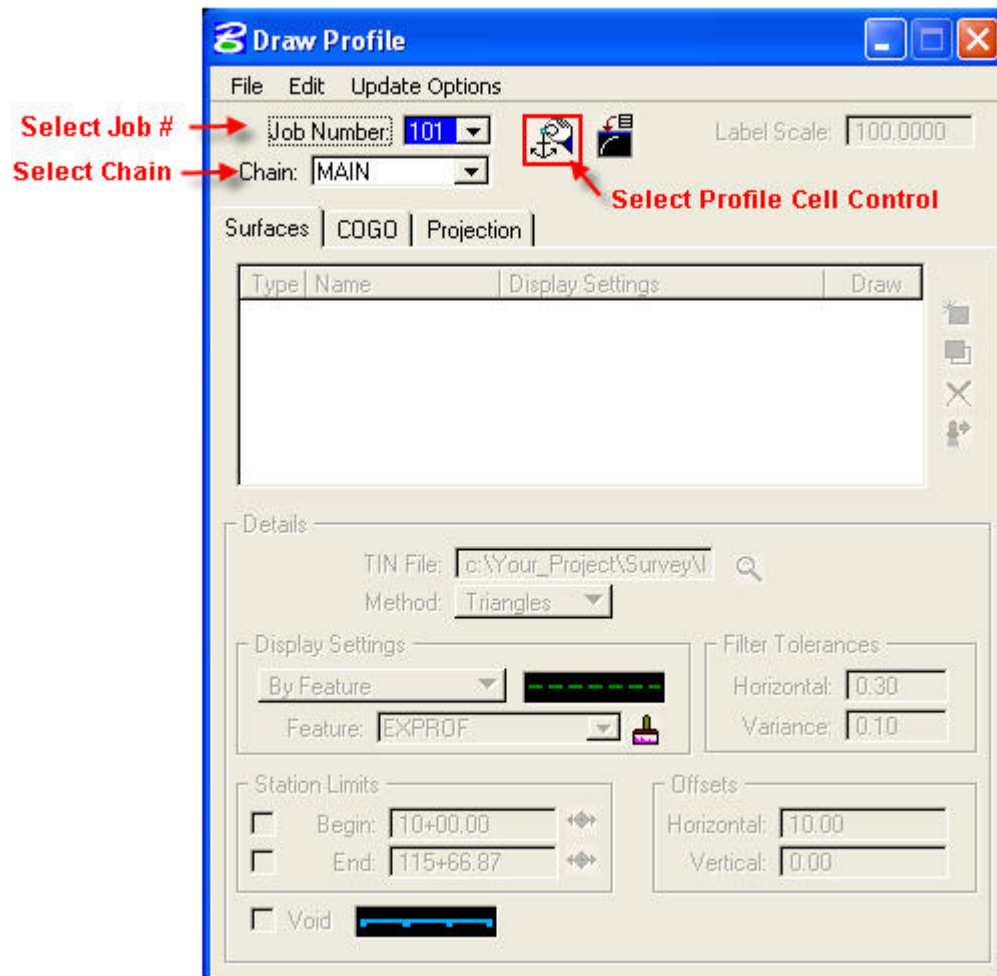 Draw Profile
File Edit Update Options
Select Job #
Job Number: 101
Label Scale: 100.0000
Select Chain
Chain: MAIN
Select Profile Cell Control
Surfaces COGO Projection
Type Name Display Settings Draw
Details
TIN File: c:\Your_Project\Survey\
Method: Triangles
Display Settings
By Feature
Feature: EXPROF
Filter Tolerances
Horizontal: 0.30
Variance: 0.10
Station Limits
Begin: 10+00.00
End: 115+66.87
Offsets
Horizontal: 10.00
Vertical: 0.00
Void